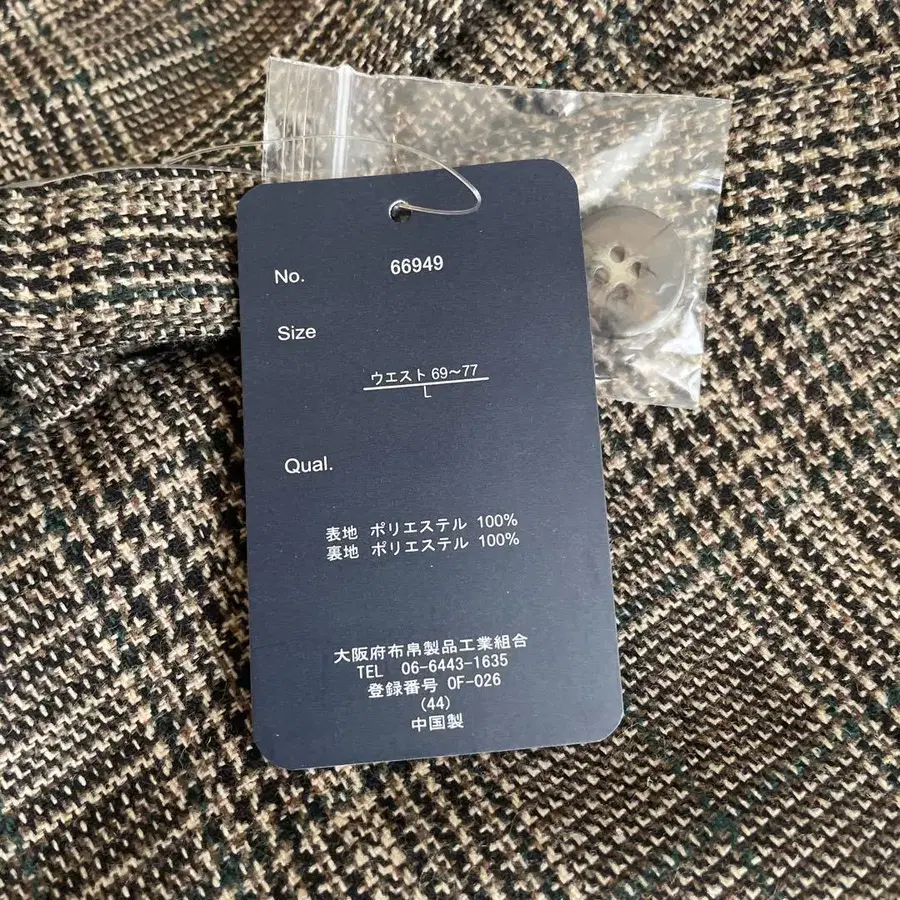 No. 66949
Size
ウエスト 69～77
L
Qual.
表地 ポリエステル 100%
裏地 ポリエステル 100%
大阪府布帛製品工業組合
TEL 06-6443-1635
登録番号 OF-026
(44)
中国製